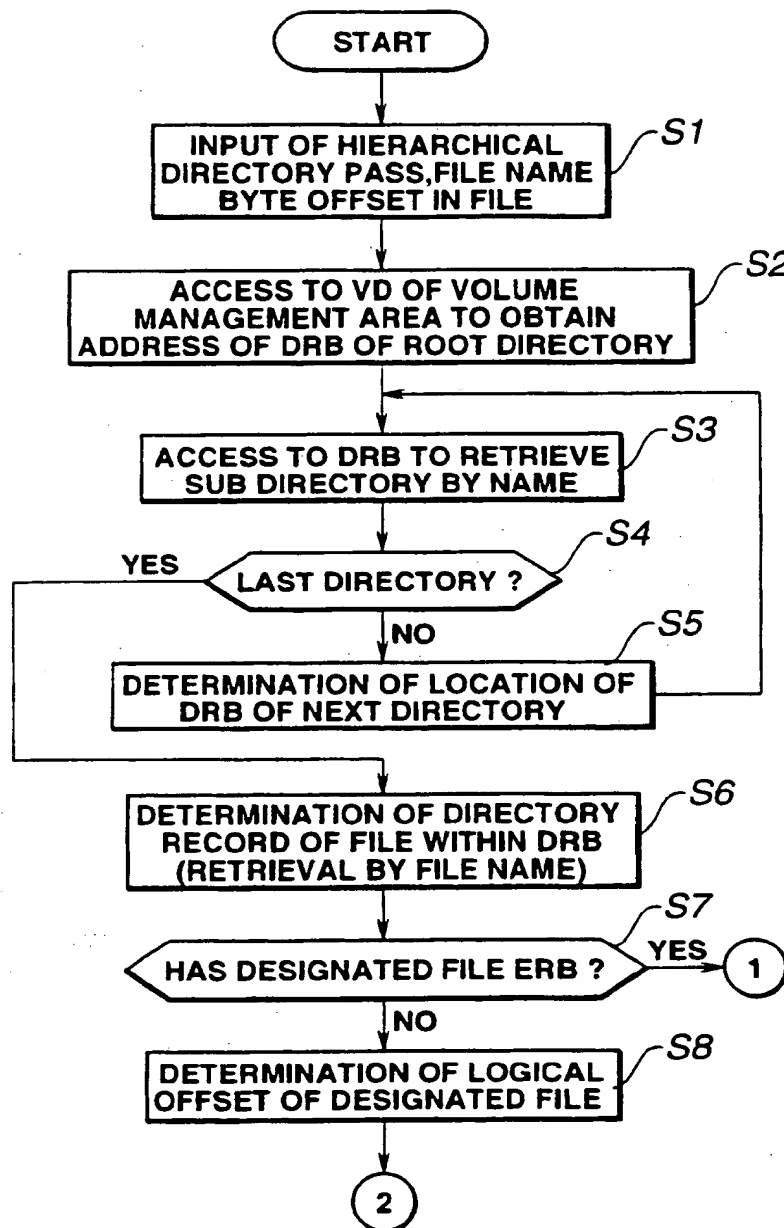 START
S1
INPUT OF HIERARCHICAL
DIRECTORY PASS,FILE NAME
BYTE OFFSET IN FILE
S2
ACCESS TO VD OF VOLUME
MANAGEMENT AREA TO OBTAIN
ADDRESS OF DRB OF ROOT DIRECTORY
S3
ACCESS TO DRB TO RETRIEVE
SUB DIRECTORY BY NAME
S4
YES
LAST DIRECTORY ?
NO
S5
DETERMINATION OF LOCATION OF
DRB OF NEXT DIRECTORY
S6
DETERMINATION OF DIRECTORY
RECORD OF FILE WITHIN DRB
(RETRIEVAL BY FILE NAME)
S7
HAS DESIGNATED FILE ERB ?
YES
1
NO
S8
DETERMINATION OF LOGICAL
OFFSET OF DESIGNATED FILE
2